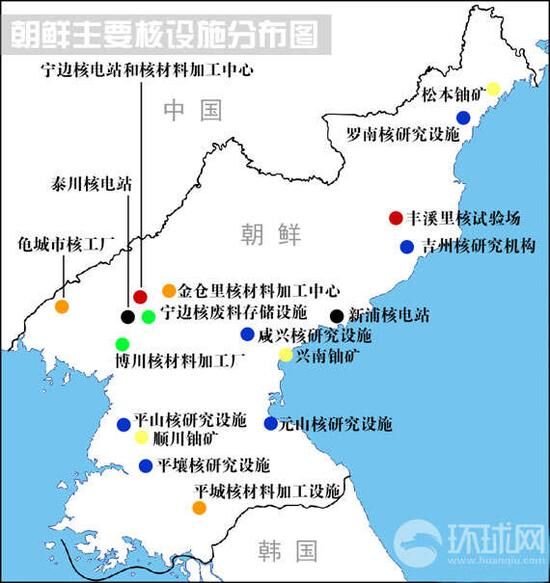 朝鲜主要核设施分布图
宁边核电站和核材料加工中心
中国
松本铀矿
罗南核研究设施
泰川核电站
丰溪里核试验场
朝鲜
龟城市核工厂
吉州核研究机构
金仓里核材料加工中心
宁边核废料存储设施
新浦核电站
咸兴核研究设施
博川核材料加工厂
兴南铀矿
平山核研究设施
元山核研究设施
顺川铀矿
平壤核研究设施
平城核材料加工设施
韩国
环球网
www.huanqiu.com